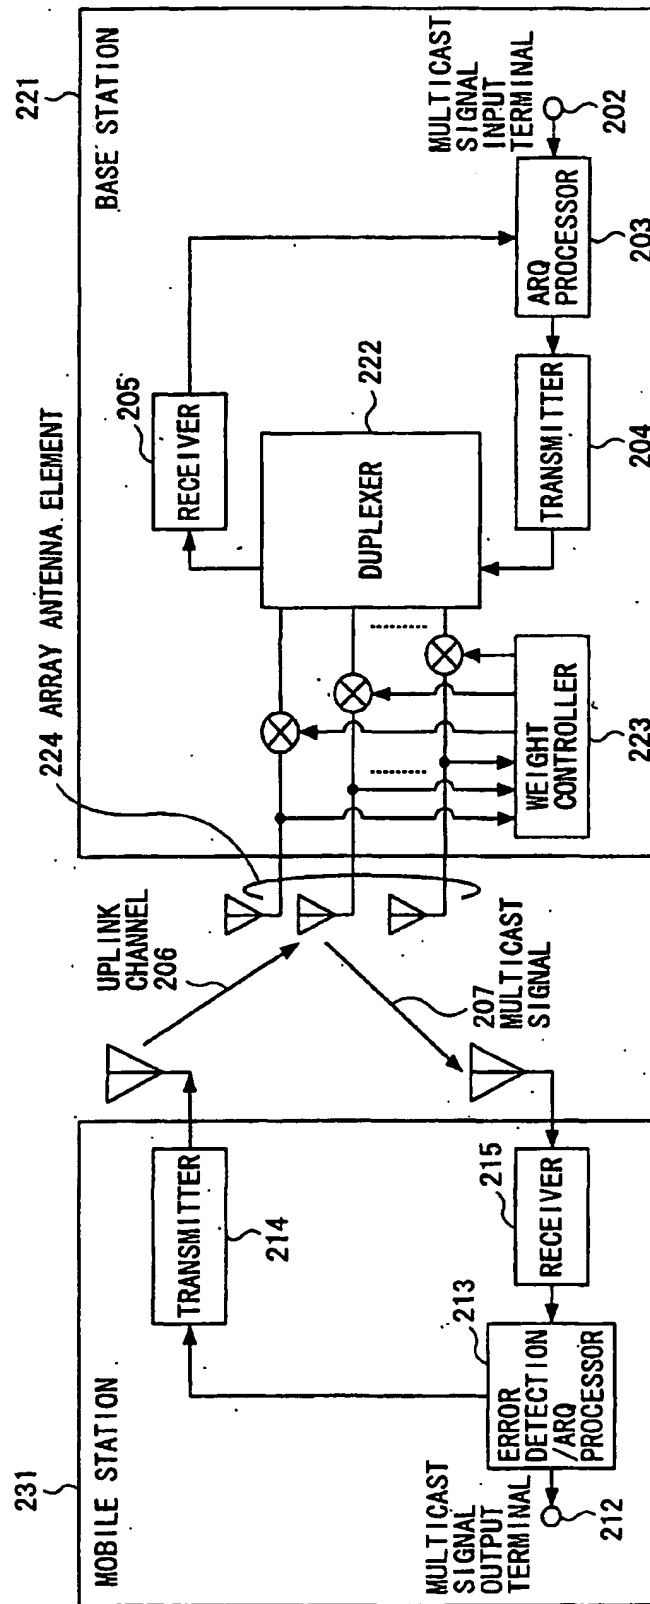 221
BASE STATION
MULTICAST
SIGNAL
INPUT
TERMINAL
202
ARQ
PROCESSOR
203
TRANSMITTER
204
205
RECEIVER
222
DUPLEXER
224 ARRAY ANTENNA ELEMENT
WEIGHT
CONTROLLER
223
UPLINK
CHANNEL
206
207
MULTICAST
SIGNAL
231
MOBILE STATION
TRANSMITTER
214
215
RECEIVER
213
ERROR
DETECTION
/ARQ
PROCESSOR
MULTICAST
SIGNAL
OUTPUT
TERMINAL
212